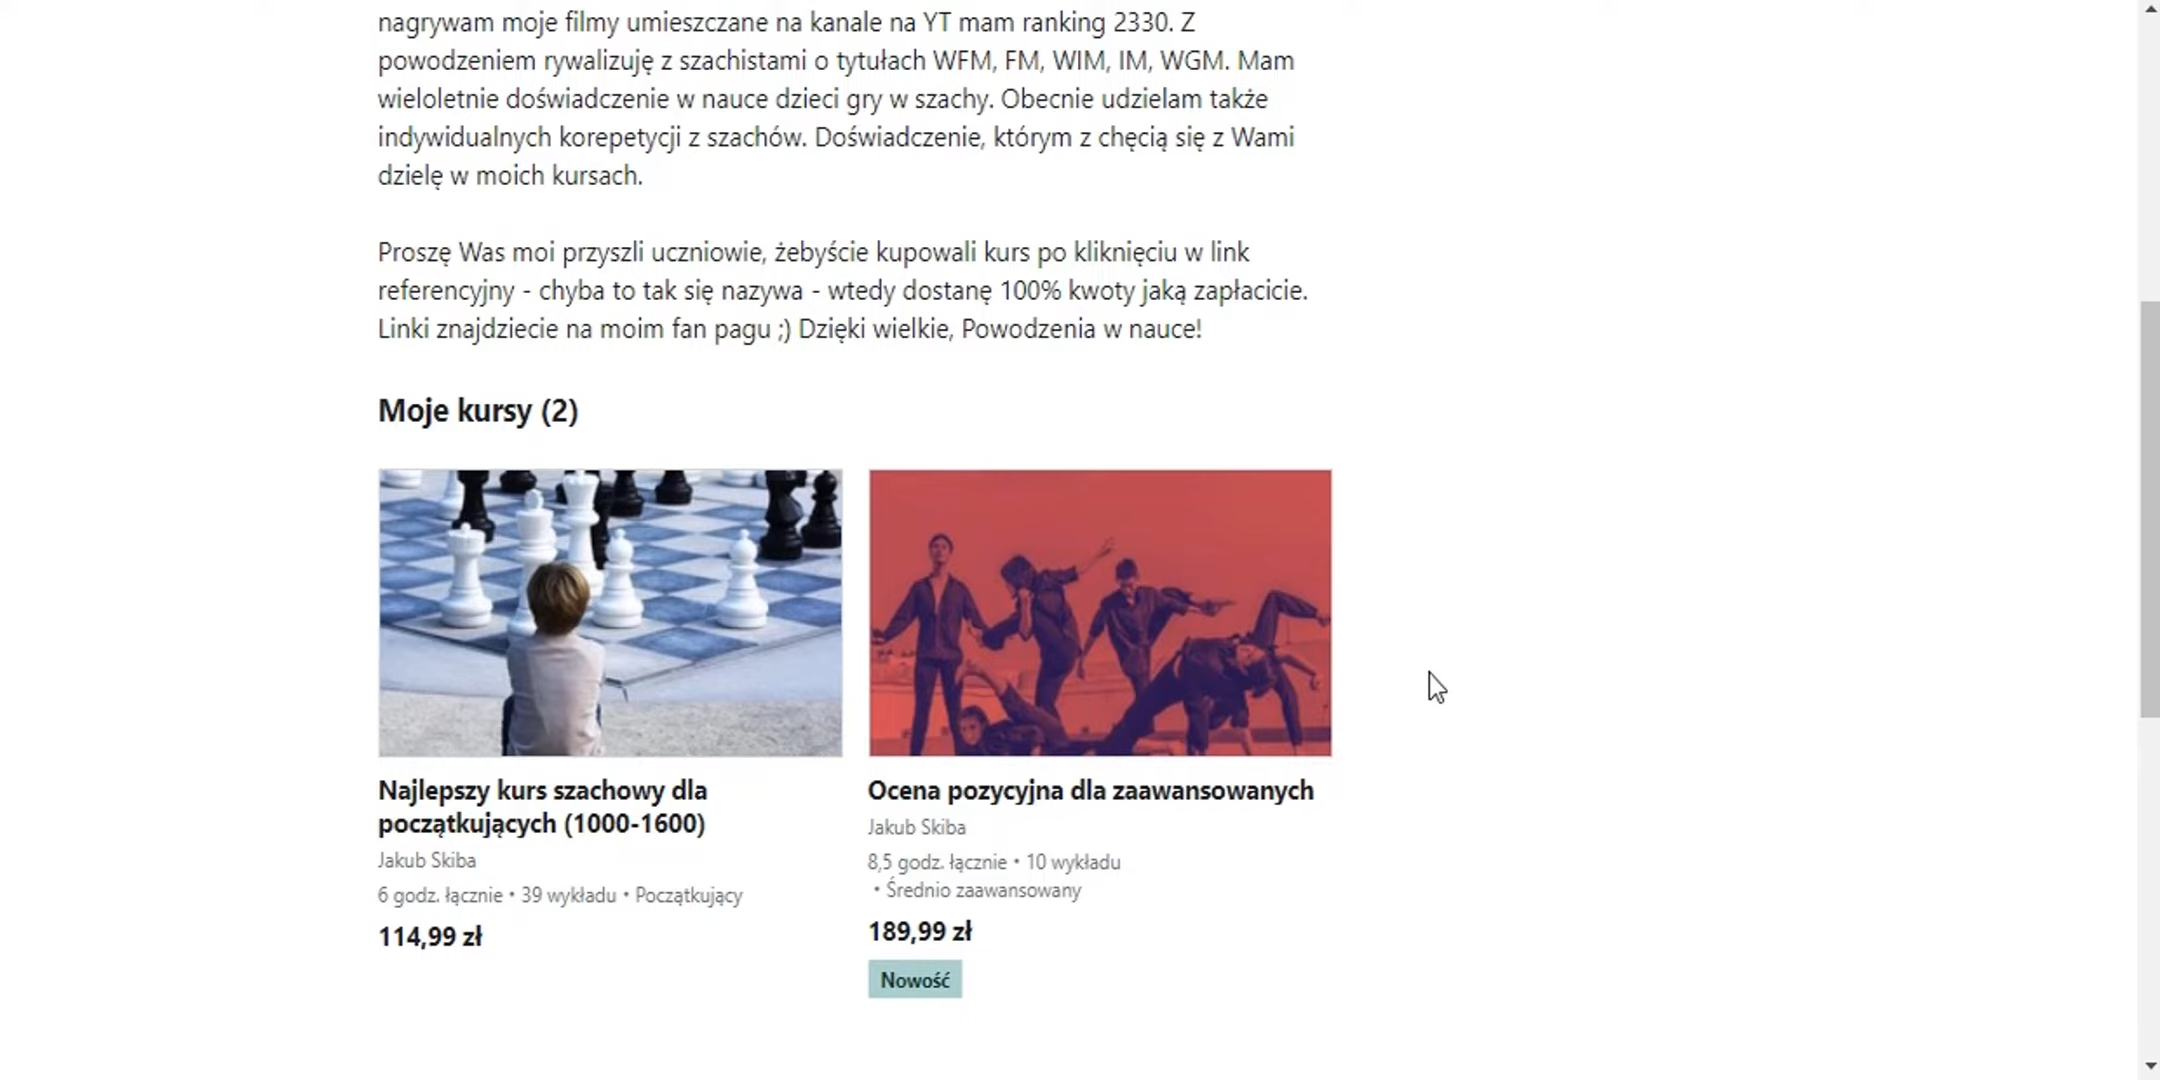 nagrywam moje filmy umieszczane na kanale na YT mam ranking 2330. Z
powodzeniem rywalizuję z szachistami o tytułach WFM, FM, WIM, IM, WGM. Mam
wieloletnie doświadczenie w nauce dzieci gry w szachy. Obecnie udzielam także
indywidualnych korepetycji z szachów. Doświadczenie, którym z chęcią się z Wami
dzielę w moich kursach.
Proszę Was moi przyszli uczniowie, żebyście kupowali kurs po kliknięciu w link
referencyjny - chyba to tak się nazywa - wtedy dostanę 100% kwoty jaką zapłacicie.
Linki znajdziecie na moim fan pagu ;) Dzięki wielkie, Powodzenia w nauce!
Moje kursy (2)
Najlepszy kurs szachowy dla
początkujących (1000-1600)
Jakub Skiba
6 godz. łącznie • 39 wykładu • Początkujący
114,99 zł
Ocena pozycyjna dla zaawansowanych
Jakub Skiba
8,5 godz. łącznie • 10 wykładu
• Średnio zaawansowany
189,99 zł
Nowość